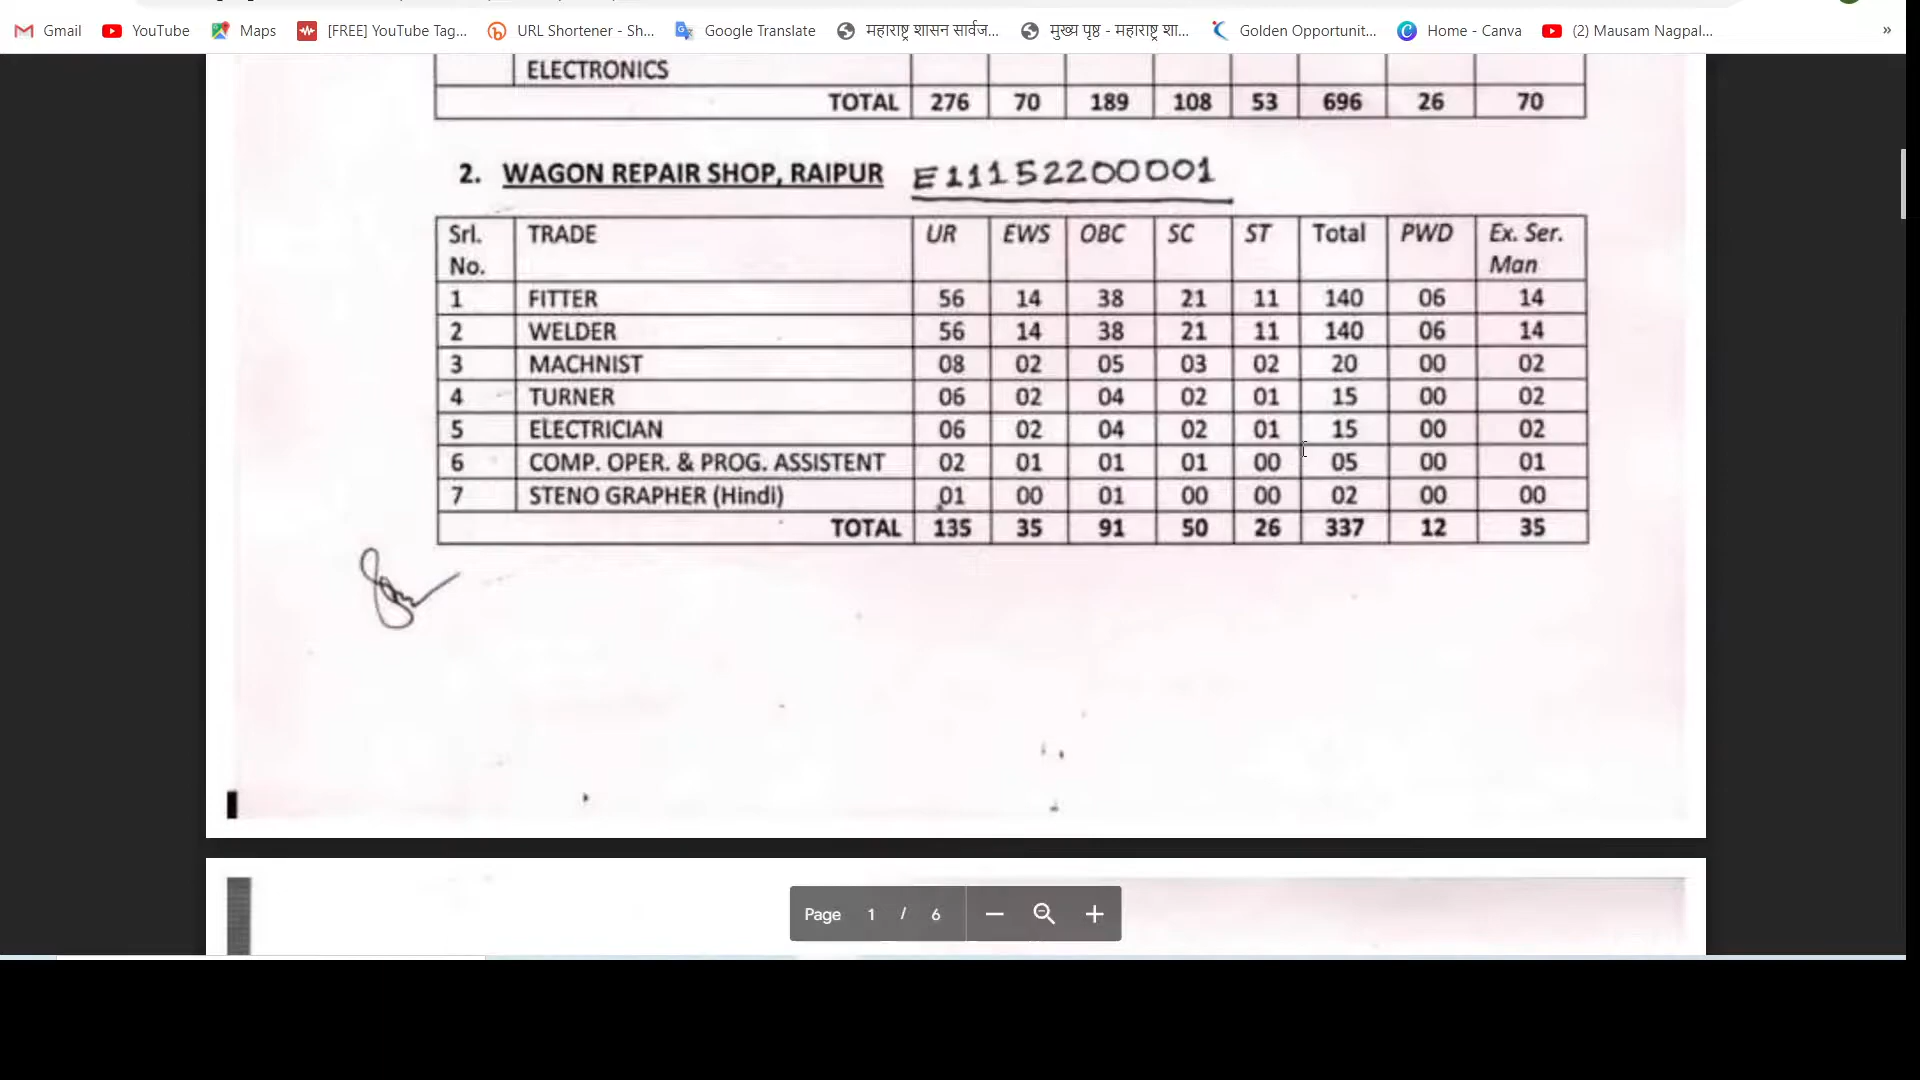 Gmail YouTube Maps [FREE] YouTube Tag... URL Shortener - Sh... Google Translate महाराष्ट्र शासन सार्वज... मुख्य पृष्ठ - महाराष्ट्र शा... Golden Opportunit... Home - Canva (2) Mausam Nagpal... »
ELECTRONICS
TOTAL 276 70 189 108 53 696 26 70
2. WAGON REPAIR SHOP, RAIPUR E11152200001
Srl. No. TRADE UR EWS OBC SC ST Total PWD Ex. Ser. Man
1 FITTER 56 14 38 21 11 140 06 14
2 WELDER 56 14 38 21 11 140 06 14
3 MACHNIST 08 02 05 03 02 20 00 02
4 TURNER 06 02 04 02 01 15 00 02
5 ELECTRICIAN 06 02 04 02 01 15 00 02
6 COMP. OPER. & PROG. ASSISTENT 02 01 01 01 00 05 00 01
7 STENO GRAPHER (Hindi) 01 00 01 00 00 02 00 00
TOTAL 135 35 91 50 26 337 12 35
Page 1 / 6